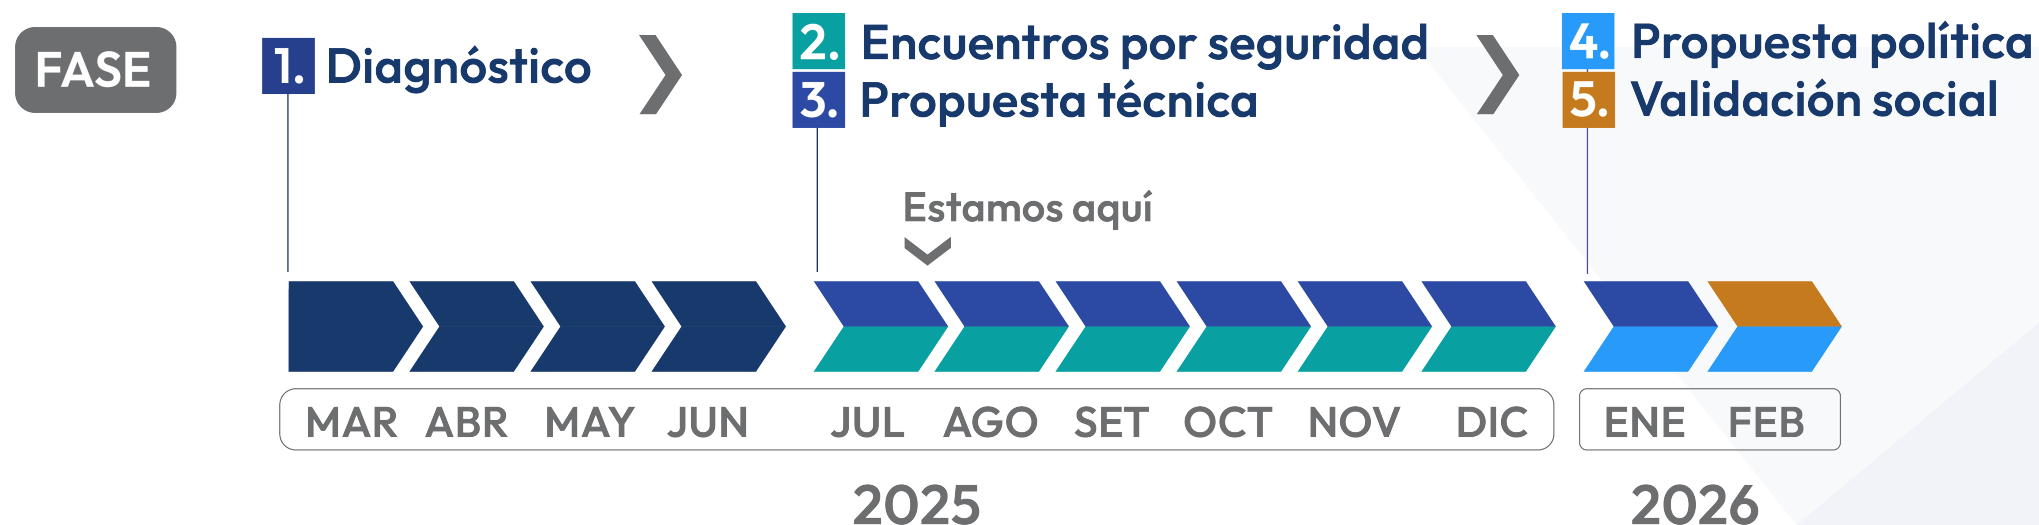 FASE
1. Diagnóstico
2. Encuentros por seguridad
3. Propuesta técnica
4. Propuesta política
5. Validación social
Estamos aquí
MAR ABR MAY JUN JUL AGO SET OCT NOV DIC ENE FEB
2025 2026